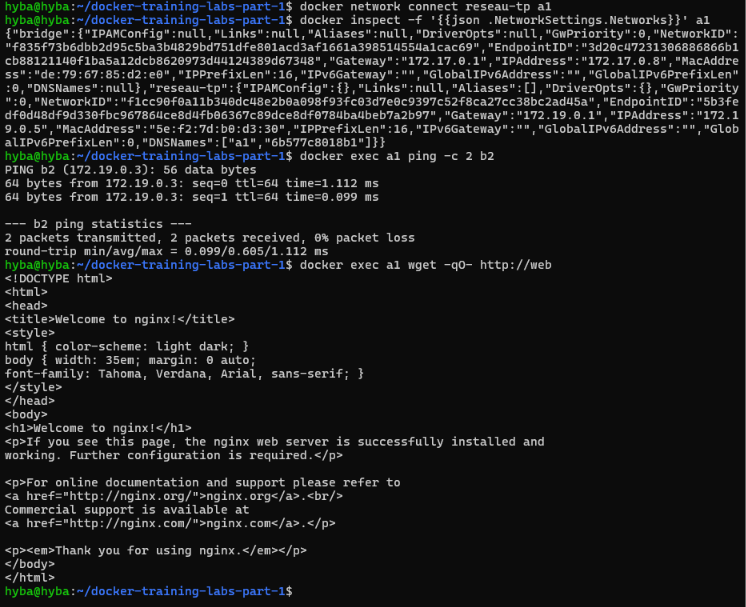 hyba@hyba:~/docker-training-labs-part-1$ docker network connect reseau-tp a1
hyba@hyba:~/docker-training-labs-part-1$ docker inspect -f '{{json .NetworkSettings.Networks}}' a1
{"bridge":{"IPAMConfig":null,"Links":null,"Aliases":null,"DriverOpts":null,"GwPriority":0,"NetworkID":
"f835f73b6dbb2d95c5ba3b4829bd751dfe801acd3af1661a398514554a1cac69","EndpointID":"3d20c47231306886866b1
cb88121140f1ba5a12dcb8620973d44124389d67348","Gateway":"172.17.0.1","IPAddress":"172.17.0.8","MacAddre
ss":"de:79:67:85:d2:e0","IPPrefixLen":16,"IPv6Gateway":"","GlobalIPv6Address":"","GlobalIPv6PrefixLen"
:0,"DNSNames":null},"reseau-tp":{"IPAMConfig":{},"Links":null,"Aliases":[],"DriverOpts":{},"GwPriority
":0,"NetworkID":"f1cc90f0a11b340dc48e2b0a098f93fc03d7e0c9397c52f8ca27cc38bc2ad45a","EndpointID":"5b3fe
df0d48df9d330fbc967864ce8d4fb06367c89dce8df0784ba4beb7a2b97","Gateway":"172.19.0.1","IPAddress":"172.1
9.0.5","MacAddress":"5e:f2:7d:b0:d3:30","IPPrefixLen":16,"IPv6Gateway":"","GlobalIPv6Address":"","Glob
alIPv6PrefixLen":0,"DNSNames":["a1","6b577c8018b1"]}}
hyba@hyba:~/docker-training-labs-part-1$ docker exec a1 ping -c 2 b2
PING b2 (172.19.0.3): 56 data bytes
64 bytes from 172.19.0.3: seq=0 ttl=64 time=1.112 ms
64 bytes from 172.19.0.3: seq=1 ttl=64 time=0.099 ms

--- b2 ping statistics ---
2 packets transmitted, 2 packets received, 0% packet loss
round-trip min/avg/max = 0.099/0.605/1.112 ms
hyba@hyba:~/docker-training-labs-part-1$ docker exec a1 wget -qO- http://web
<!DOCTYPE html>
<html>
<head>
<title>Welcome to nginx!</title>
<style>
html { color-scheme: light dark; }
body { width: 35em; margin: 0 auto;
font-family: Tahoma, Verdana, Arial, sans-serif; }
</style>
</head>
<body>
<h1>Welcome to nginx!</h1>
<p>If you see this page, the nginx web server is successfully installed and
working. Further configuration is required.</p>

<p>For online documentation and support please refer to
<a href="http://nginx.org/">nginx.org</a>.<br/>
Commercial support is available at
<a href="http://nginx.com/">nginx.com</a>.</p>

<p><em>Thank you for using nginx.</em></p>
</body>
</html>
hyba@hyba:~/docker-training-labs-part-1$